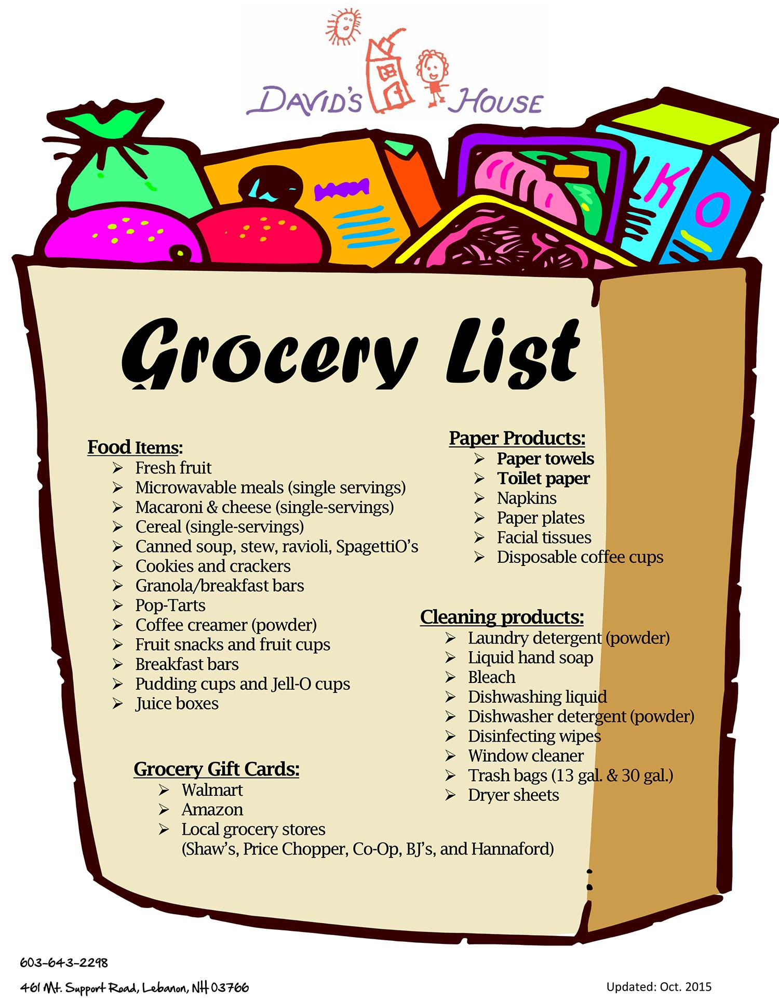 DAVID'S HOUSE
K
O
Grocery List
Food Items:
Fresh fruit
Microwavable meals (single servings)
Macaroni & cheese (single-servings)
Cereal (single-servings)
Canned soup, stew, ravioli, SpagettiO's
Cookies and crackers
Granola/breakfast bars
Pop-Tarts
Coffee creamer (powder)
Fruit snacks and fruit cups
Breakfast bars
Pudding cups and Jell-O cups
Juice boxes
Paper Products:
Paper towels
Toilet paper
Napkins
Paper plates
Facial tissues
Disposable coffee cups
Cleaning products:
Laundry detergent (powder)
Liquid hand soap
Bleach
Dishwashing liquid
Dishwasher detergent (powder)
Disinfecting wipes
Window cleaner
Trash bags (13 gal. & 30 gal.)
Dryer sheets
Grocery Gift Cards:
Walmart
Amazon
Local grocery stores
(Shaw's, Price Chopper, Co-Op, BJ's, and Hannaford)
603-643-2298
461 Mt. Support Road, Lebanon, NH 03766
Updated: Oct. 2015